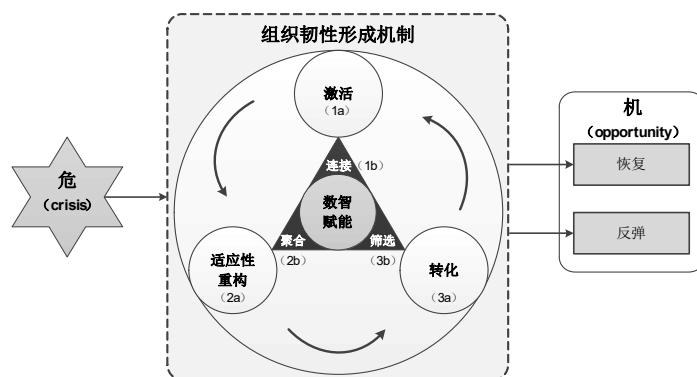 组织韧性形成机制
激活
（1a）
连接
（1b）
数智
赋能
聚合
（2b）
筛选
（3b）
适应性
重构
（2a）
转化
（3a）
危
（crisis）
机
（opportunity）
恢复
反弹